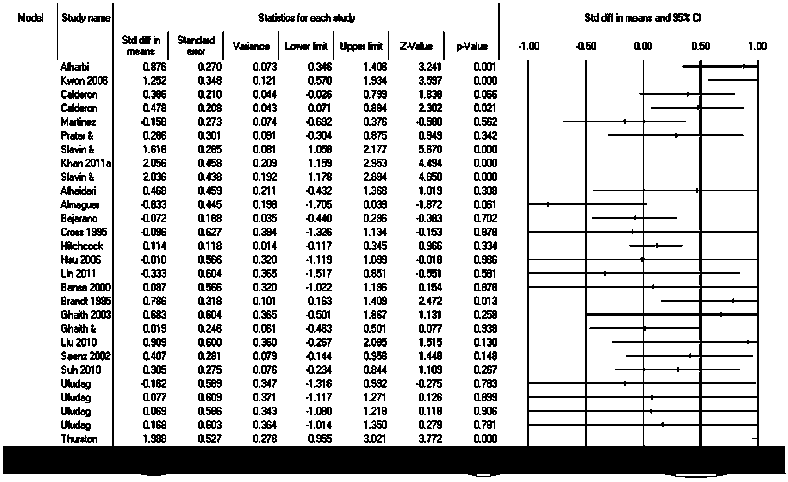 Model Study name Statistics for each study Std diff in means and 95% CI
Std diff in means Standard error Variance Lower limit Upper limit Z-Value p-Value
-1.00 -0.50 0.00 0.50 1.00
Alharbi 0.876 0.270 0.073 0.346 1.406 3.241 0.001
Kwon 2006 1.252 0.348 0.121 0.570 1.934 3.597 0.000
Calderon 0.386 0.210 0.044 -0.026 0.799 1.838 0.066
Calderon 0.478 0.208 0.043 0.071 0.884 2.302 0.021
Martinez -0.158 0.273 0.074 -0.692 0.376 -0.580 0.562
Prater & 0.286 0.301 0.091 -0.304 0.875 0.949 0.342
Slavin & 1.616 0.285 0.081 1.058 2.177 5.670 0.000
Khan 2011a 2.056 0.458 0.209 1.159 2.953 4.494 0.000
Slavin & 2.036 0.438 0.192 1.178 2.894 4.650 0.000
Alhaidari 0.468 0.459 0.211 -0.432 1.368 1.019 0.308
Almaguer -0.833 0.445 0.198 -1.705 0.039 -1.872 0.061
Bejarano -0.072 0.188 0.035 -0.440 0.296 -0.383 0.702
Cross 1995 -0.096 0.627 0.394 -1.326 1.134 -0.153 0.878
Hitchcock 0.114 0.118 0.014 -0.117 0.345 0.966 0.334
Hsu 2006 -0.010 0.566 0.320 -1.119 1.099 -0.018 0.986
Lin 2011 -0.333 0.604 0.365 -1.517 0.851 -0.551 0.581
Banse 2000 0.087 0.566 0.320 -1.022 1.196 0.154 0.878
Brandt 1995 0.786 0.318 0.101 0.163 1.409 2.472 0.013
Ghaith 2003 0.683 0.604 0.365 -0.501 1.867 1.131 0.258
Ghaith & 0.019 0.246 0.061 -0.463 0.501 0.077 0.938
Liu 2010 0.909 0.600 0.360 -0.267 2.085 1.515 0.130
Saenz 2002 0.407 0.281 0.079 -0.144 0.958 1.448 0.148
Suh 2010 0.305 0.275 0.076 -0.234 0.844 1.109 0.267
Uludag -0.162 0.589 0.347 -1.316 0.992 -0.275 0.783
Uludag 0.077 0.609 0.371 -1.117 1.271 0.126 0.899
Uludag 0.069 0.586 0.343 -1.080 1.218 0.118 0.906
Uludag 0.168 0.603 0.364 -1.014 1.350 0.279 0.781
Thurston 1.988 0.527 0.278 0.955 3.021 3.772 0.000